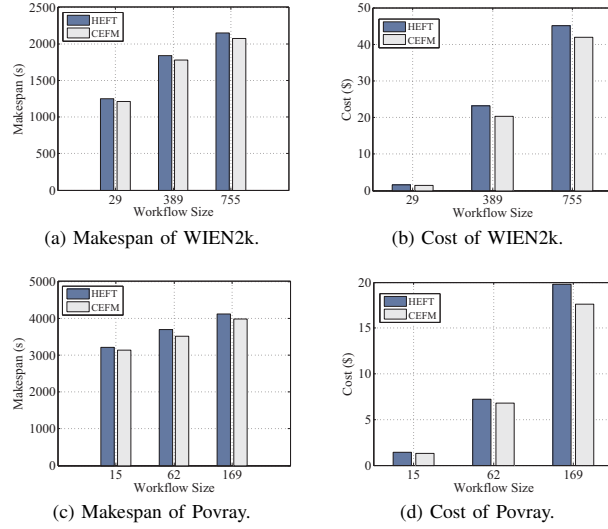 2500
2000
1500
1000
500
0
Makespan (s)
HEFT
CEFM
29
389
755
Workflow Size
(a) Makespan of WIEN2k.
50
40
30
20
10
0
Cost ($)
HEFT
CEFM
29
389
755
Workflow Size
(b) Cost of WIEN2k.
5000
4000
3000
2000
1000
0
Makespan (s)
HEFT
CEFM
15
62
169
Workflow Size
(c) Makespan of Povray.
20
15
10
5
0
Cost ($)
HEFT
CEFM
15
62
169
Workflow Size
(d) Cost of Povray.